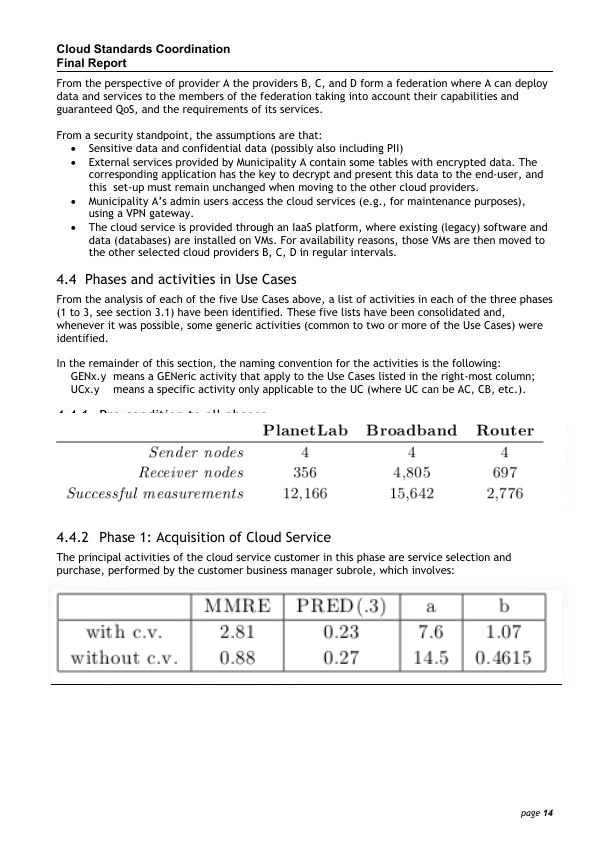 Cloud Standards Coordination
Final Report
From the perspective of provider A the providers B, C, and D form a federation where A can deploy
data and services to the members of the federation taking into account their capabilities and
guaranteed QoS, and the requirements of its services.
From a security standpoint, the assumptions are that:
• Sensitive data and confidential data (possibly also including PII)
• External services provided by Municipality A contain some tables with encrypted data. The
corresponding application has the key to decrypt and present this data to the end-user, and
this set-up must remain unchanged when moving to the other cloud providers.
• Municipality A's admin users access the cloud services (e.g., for maintenance purposes),
using a VPN gateway.
• The cloud service is provided through an IaaS platform, where existing (legacy) software and
data (databases) are installed on VMs. For availability reasons, those VMs are then moved to
the other selected cloud providers B, C, D in regular intervals.
4.4 Phases and activities in Use Cases
From the analysis of each of the five Use Cases above, a list of activities in each of the three phases
(1 to 3, see section 3.1) have been identified. These five lists have been consolidated and,
whenever it was possible, some generic activities (common to two or more of the Use Cases) were
identified.
In the remainder of this section, the naming convention for the activities is the following:
GENx.y means a GENeric activity that apply to the Use Cases listed in the right-most column;
UCx.y means a specific activity only applicable to the UC (where UC can be AC, CB, etc.).
PlanetLab Broadband Router
Sender nodes 4 4 4
Receiver nodes 356 4,805 697
Successful measurements 12,166 15,642 2,776
4.4.2 Phase 1: Acquisition of Cloud Service
The principal activities of the cloud service customer in this phase are service selection and
purchase, performed by the customer business manager subrole, which involves:
MMRE PRED(.3) a b
with c.v. 2.81 0.23 7.6 1.07
without c.v. 0.88 0.27 14.5 0.4615
page 14